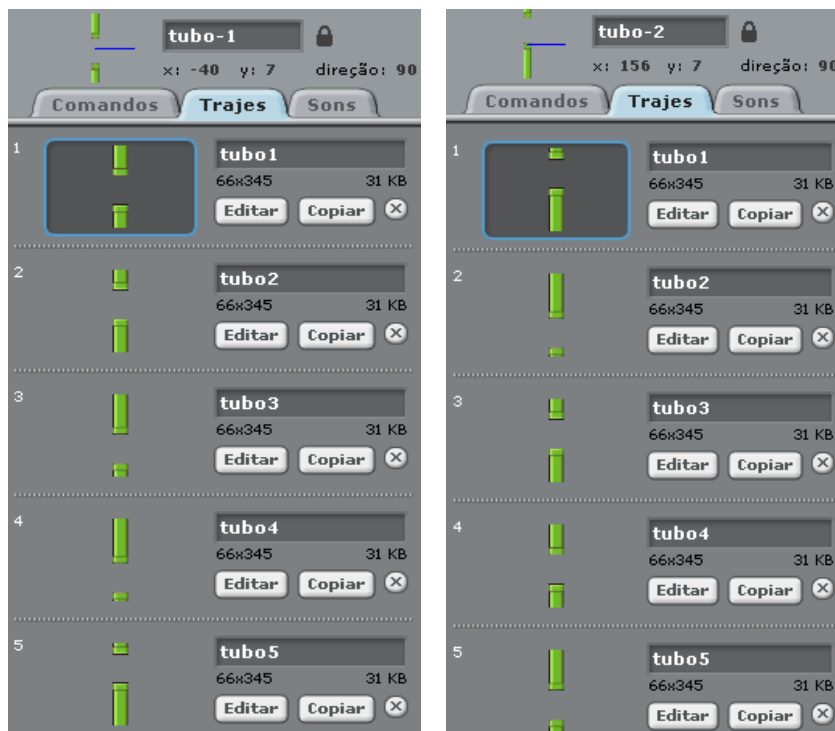 tubo-1
x: -40 y: 7 direção: 90
Comandos Trajes Sons
1
tubo1
66x345 31 KB
Editar Copiar
2
tubo2
66x345 31 KB
Editar Copiar
3
tubo3
66x345 31 KB
Editar Copiar
4
tubo4
66x345 31 KB
Editar Copiar
5
tubo5
66x345 31 KB
Editar Copiar
tubo-2
x: 156 y: 7 direção: 90
Comandos Trajes Sons
1
tubo1
66x345 31 KB
Editar Copiar
2
tubo2
66x345 31 KB
Editar Copiar
3
tubo3
66x345 31 KB
Editar Copiar
4
tubo4
66x345 31 KB
Editar Copiar
5
tubo5
66x345 31 KB
Editar Copiar